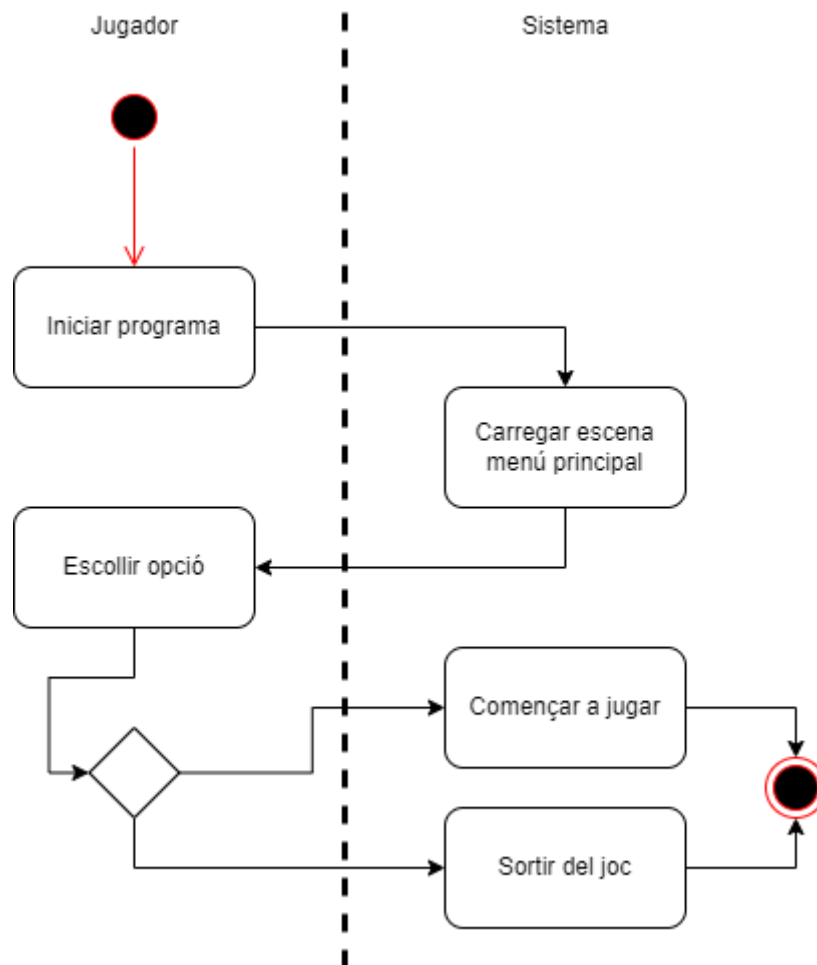 Jugador
Sistema
Iniciar programa
Carregar escena
menú principal
Escollir opció
Començar a jugar
Sortir del joc